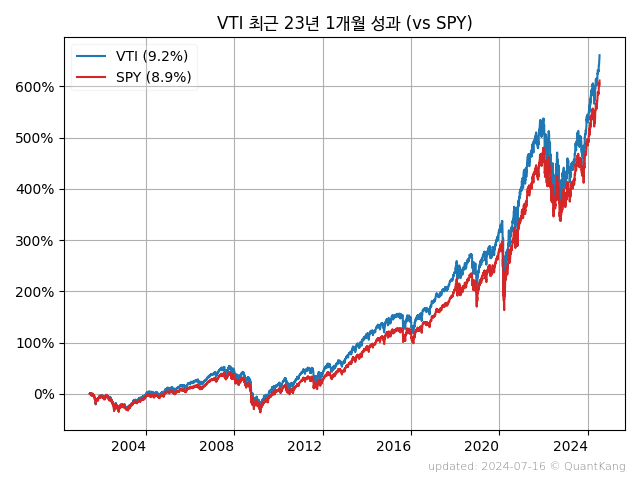 VTI 최근 23년 1개월 성과 (vs SPY)
VTI (9.2%)
SPY (8.9%)
600%
500%
400%
300%
200%
100%
0%
2004 2008 2012 2016 2020 2024
updated: 2024-07-16 © QuantKang